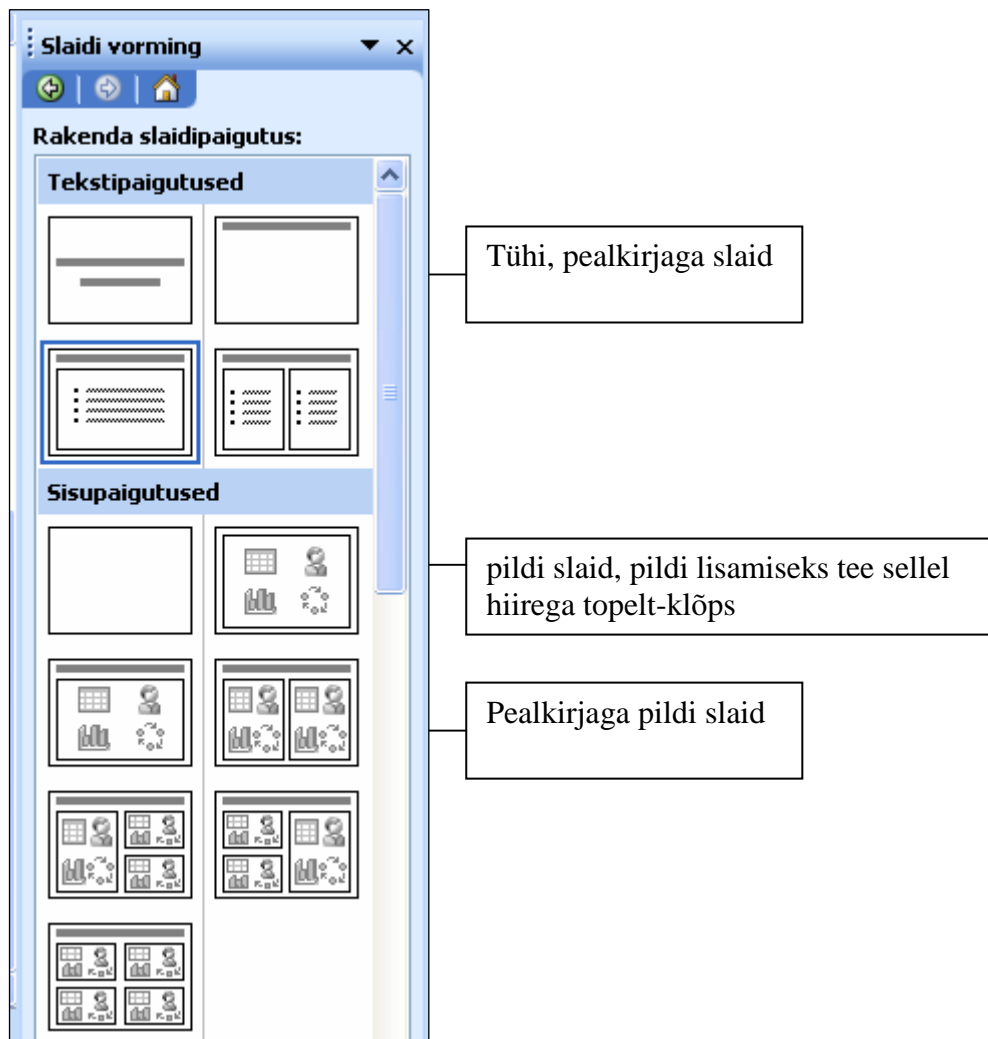 Slaidi vorming
Rakenda slaidipaigutus:
Tekstipaigutused
Tühi, pealkirjaga slaid
Sisupaigutused
pildi slaid, pildi lisamiseks tee sellel
hiirega topelt-klõps
Pealkirjaga pildi slaid